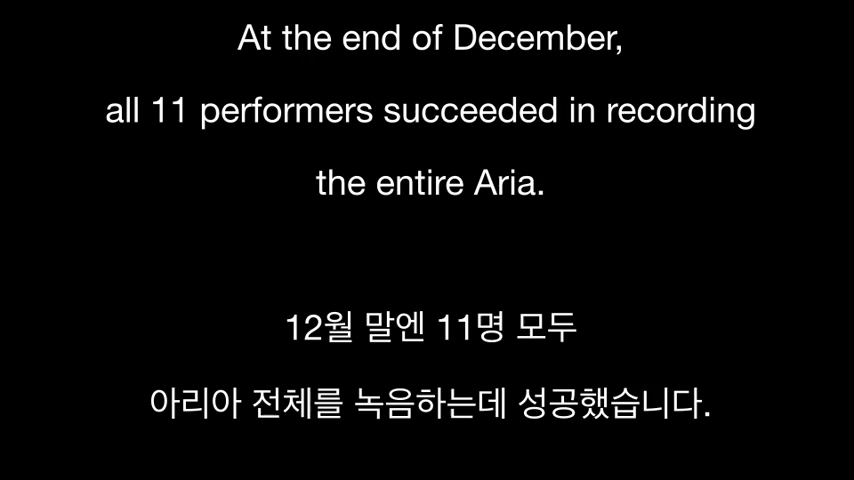 At the end of December,
all 11 performers succeeded in recording
the entire Aria.
12월 말엔 11명 모두
아리아 전체를 녹음하는데 성공했습니다.